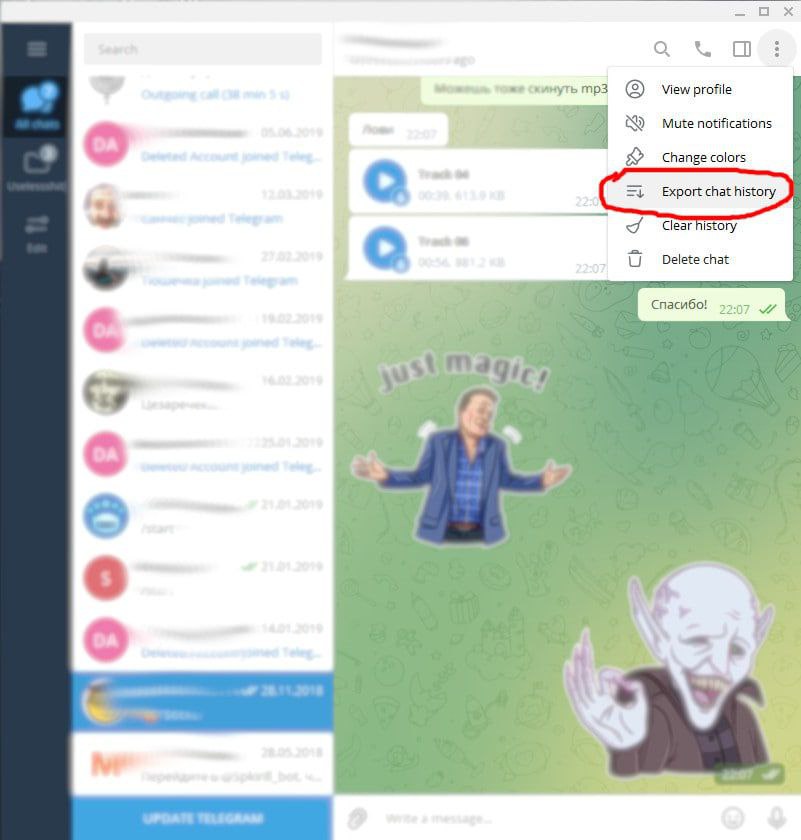 Search
All chats
Edit
Outgoing call (38 min 5 s)
DA
05.06.2019
Deleted Account joined Teleg...
12.03.2019
joined Telegram
27.02.2019
Тюшечка joined Telegram
DA
19.02.2019
Deleted Account joined Teleg...
16.02.2019
Цезаречек...
DA
25.01.2019
Deleted Account joined Teleg...
21.01.2019
/start
S
21.01.2019
/start
DA
14.01.2019
Deleted Account joined Teleg...
28.11.2018
28.05.2018
Перейдите в @Spkirill_bot, ч...
UPDATE TELEGRAM
ago
Можешь тоже скинуть mp3
Лови 22:07
Track 04
00:39, 613.9 KB
22:07
00:56, 881.2 KB
22:07
View profile
Mute notifications
Change colors
Export chat history
Clear history
Delete chat
Спасибо! 22:07
just magic!
22:07
Write a message...